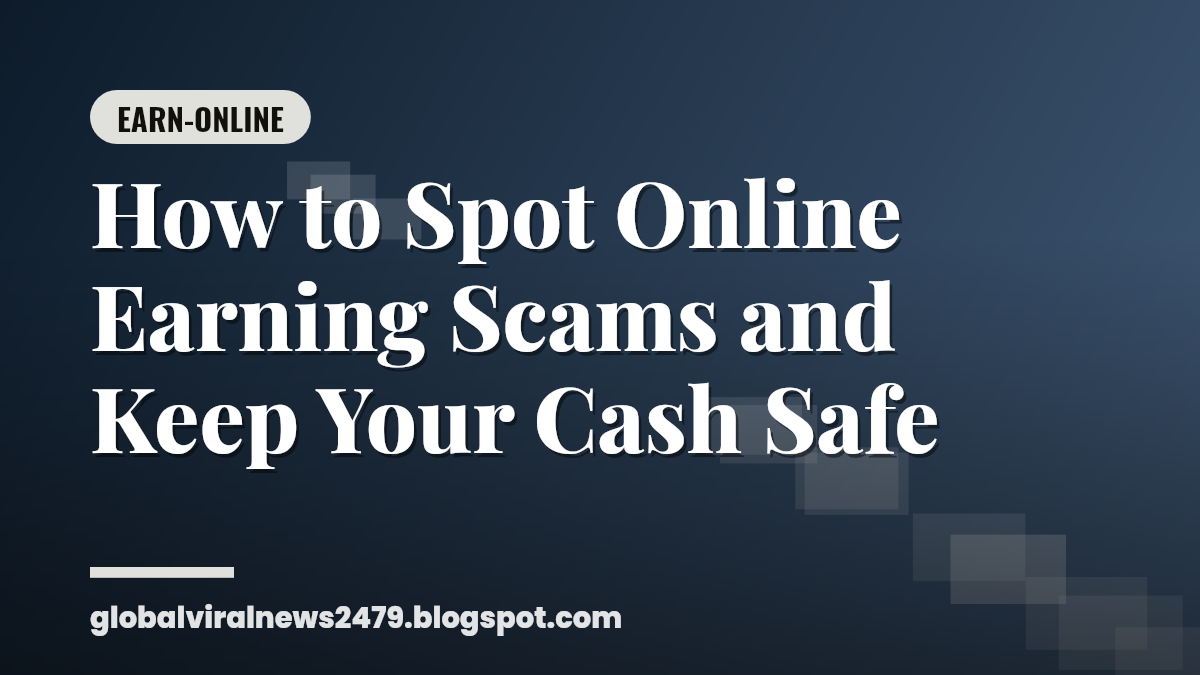 EARN-ONLINE
How to Spot Online
Earning Scams and
Keep Your Cash Safe
globalviralnews2479.blogspot.com